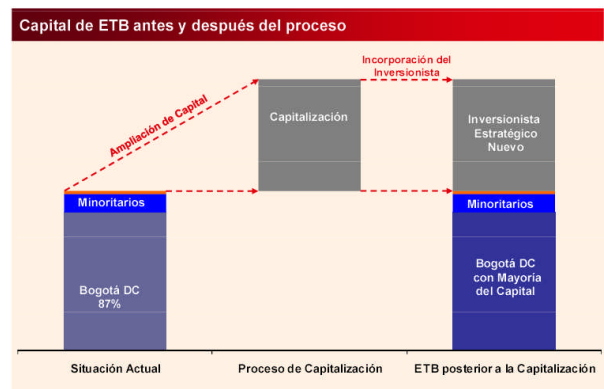 Capital de ETB antes y después del proceso
Incorporación del
Inversionista
Ampliación de Capital
Capitalización
Inversionista
Estratégico
Nuevo
Minoritarios
Minoritarios
Bogotá DC
87%
Bogotá DC
con Mayoría
del Capital
Situación Actual
Proceso de Capitalización
ETB posterior a la Capitalización